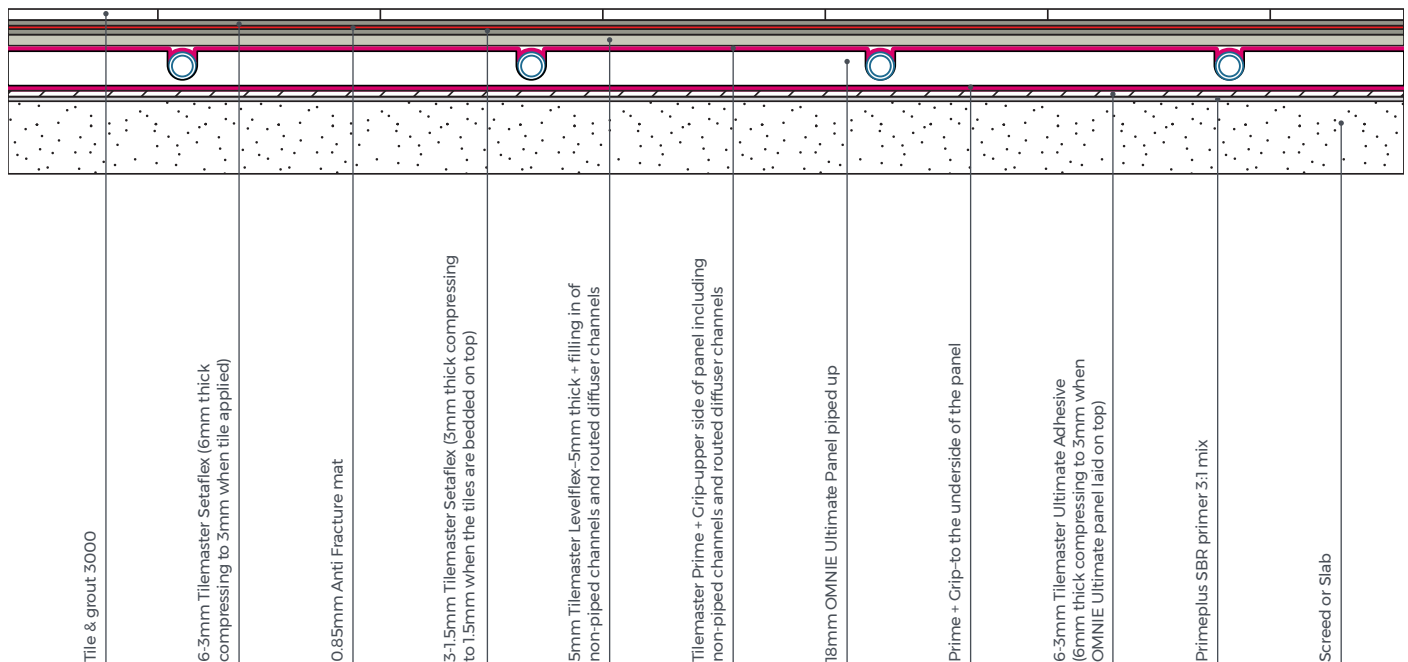 Tile & grout 3000
6-3mm Tilemaster Setaflex (6mm thick
compressing to 3mm when tile applied)
0.85mm Anti Fracture mat
3-1.5mm Tilemaster Setaflex (3mm thick compressing
to 1.5mm when the tiles are bedded on top)
5mm Tilemaster Levelflex–5mm thick + filling in of
non-piped channels and routed diffuser channels
Tilemaster Prime + Grip–upper side of panel including
non-piped channels and routed diffuser channels
18mm OMNIE Ultimate Panel piped up
Prime + Grip–to the underside of the panel
6-3mm Tilemaster Ultimate Adhesive
(6mm thick compressing to 3mm when
OMNIE Ultimate panel laid on top)
Primeplus SBR primer 3:1 mix
Screed or Slab